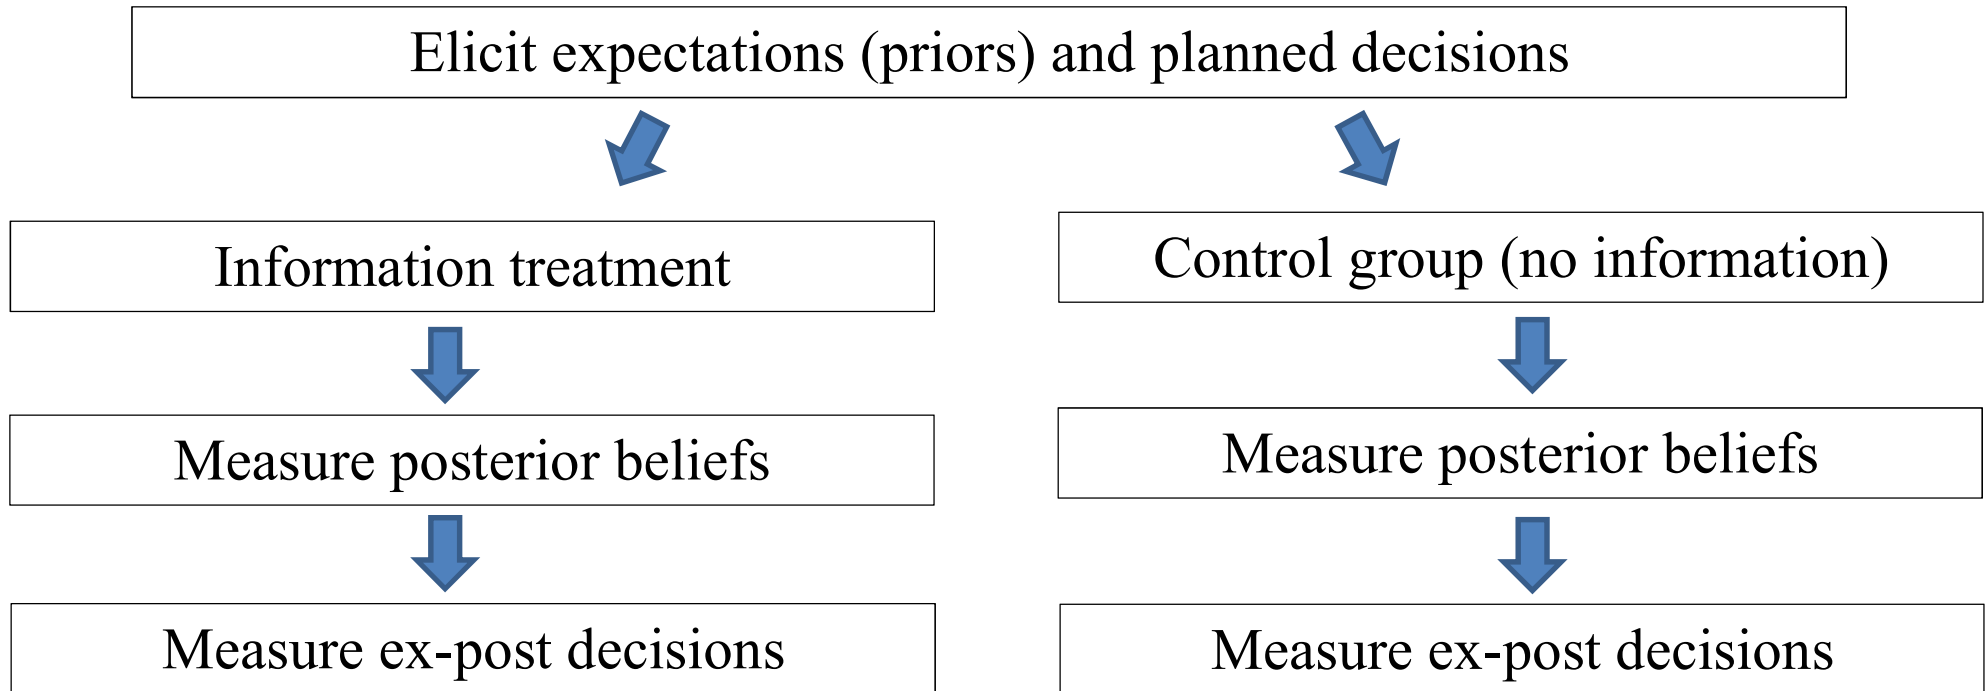 Elicit expectations (priors) and planned decisions
Information treatment
Control group (no information)
Measure posterior beliefs
Measure posterior beliefs
Measure ex-post decisions
Measure ex-post decisions